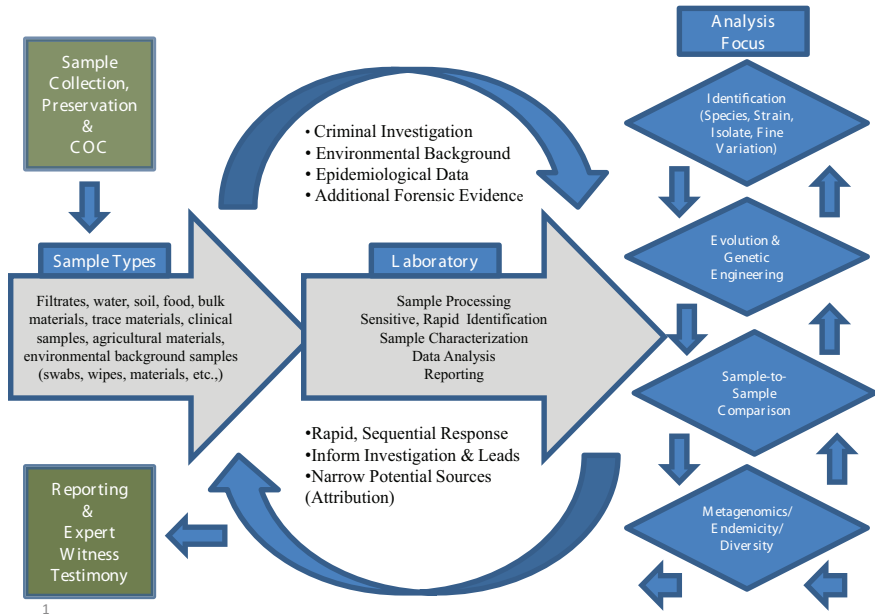 Sample
Collection,
Preservation
&
COC
Sample Types
Filtrates, water, soil, food, bulk
materials, trace materials, clinical
samples, agricultural materials,
environmental background samples
(swabs, wipes, materials, etc.,)
Reporting
&
Expert
Witness
Testimony
• Criminal Investigation
• Environmental Background
• Epidemiological Data
• Additional Forensic Evidence
Laboratory
Sample Processing
Sensitive, Rapid Identification
Sample Characterization
Data Analysis
Reporting
•Rapid, Sequential Response
•Inform Investigation & Leads
•Narrow Potential Sources
(Attribution)
Analysis
Focus
Identification
(Species, Strain,
Isolate, Fine
Variation)
Evolution &
Genetic
Engineering
Sample-to-
Sample
Comparison
Metagenomics/
Endemicity/
Diversity
1